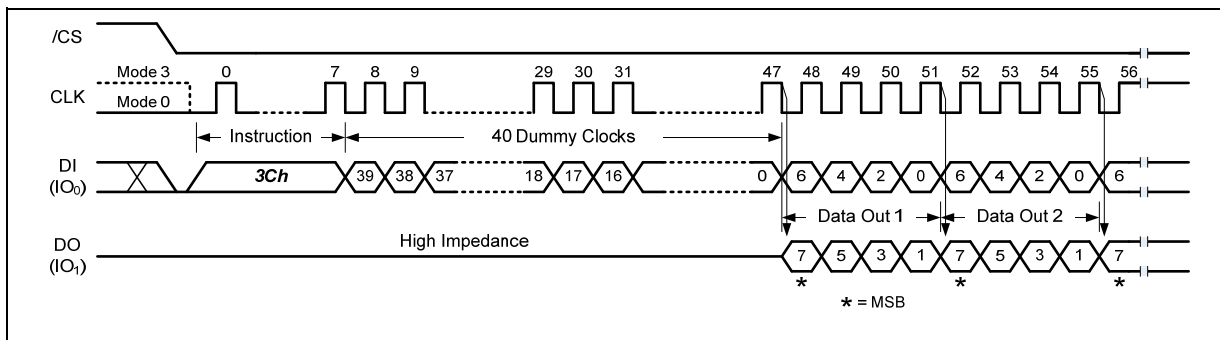 /CS
Mode 3
0 7 8 9 29 30 31 47 48 49 50 51 52 53 54 55 56
CLK
Mode 0
Instruction 40 Dummy Clocks
DI
(IO0)
3Ch 39 38 37 18 17 16 0 6 4 2 0 6 4 2 0 6
Data Out 1 Data Out 2
High Impedance
DO
(IO1)
7 5 3 1 7 5 3 1 7
* * *
* = MSB